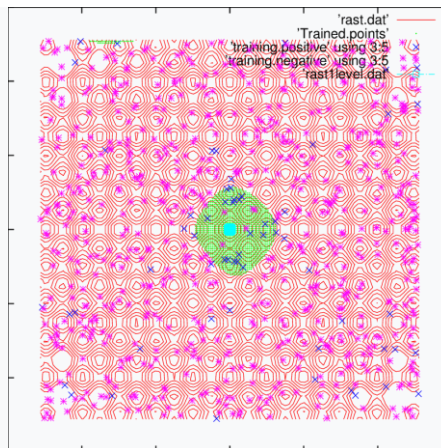 'rast.dat'
'Trained.points'
'training.positive' using 3:5
'training.negative' using 3:5
'rast1level.dat'